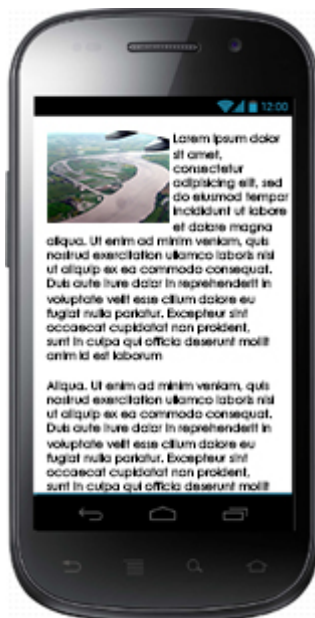 12:00
Lorem ipsum dolor
sit amet,
consectetur
adipisicing elit, sed
do eiusmod tempor
incididunt ut labore
et dolore magna
aliqua. Ut enim ad minim veniam, quis
nostrud exercitation ullamco laboris nisi
ut aliquip ex ea commodo consequat.
Duis aute irure dolor in reprehenderit in
voluptate velit esse cillum dolore eu
fugiat nulla pariatur. Excepteur sint
occaecat cupidatat non proident,
sunt in culpa qui officia deserunt mollit
anim id est laborum
Aliqua. Ut enim ad minim veniam, quis
nostrud exercitation ullamco laboris nisi
ut aliquip ex ea commodo consequat.
Duis aute irure dolor in reprehenderit in
voluptate velit esse cillum dolore eu
fugiat nulla pariatur. Excepteur sint
occaecat cupidatat non proident,
sunt in culpa qui officia deserunt mollit